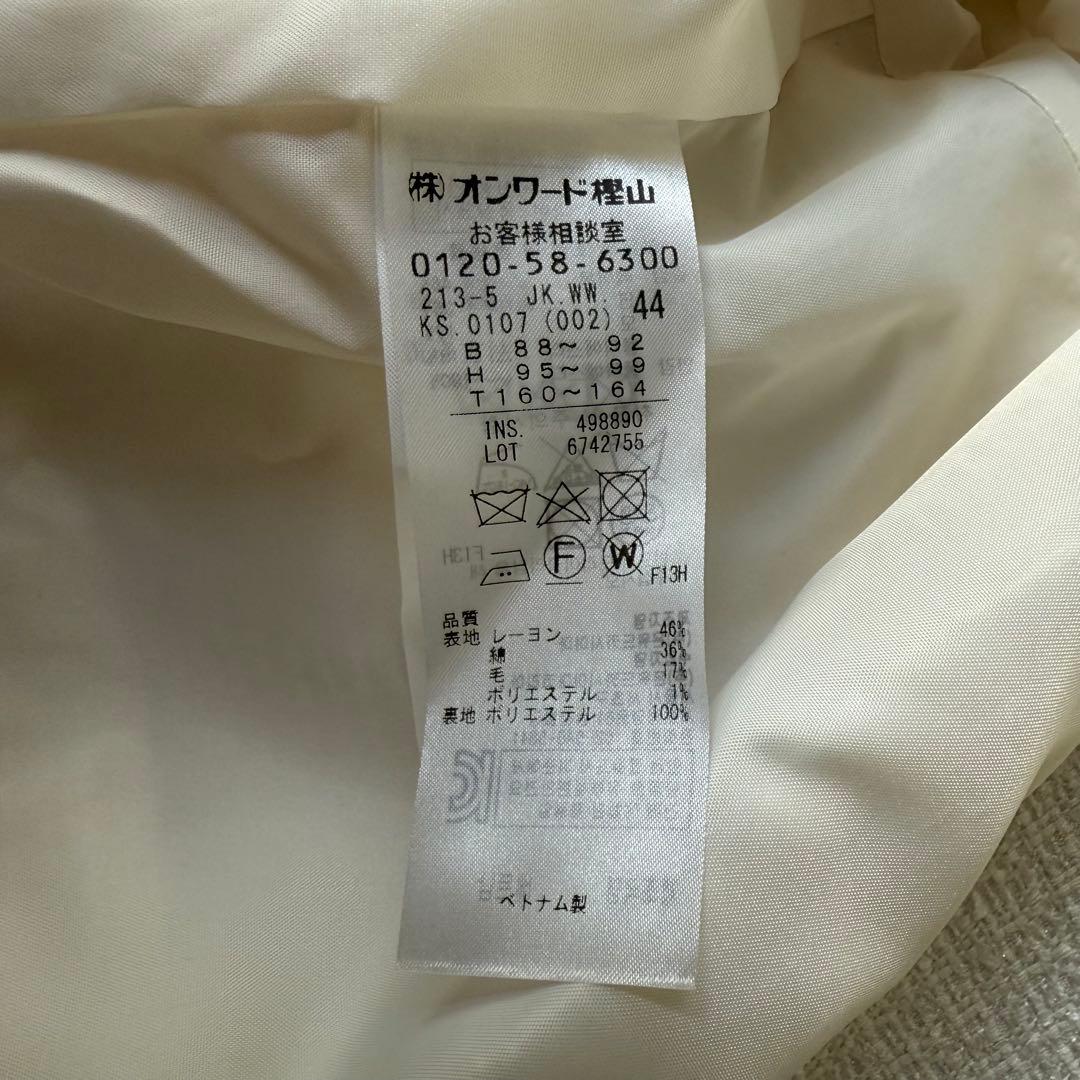 ㈱オンワード樫山
お客様相談室
0120-58-6300
213-5 JK.WW. 44
KS.0107 (002)
B 88～ 92
H 95～ 99
T 160～164
INS. 498890
LOT 6742755
F W F13H
品質
表地 レーヨン 46%
綿 36%
毛 17%
ポリエステル 1%
裏地 ポリエステル 100%
ベトナム製